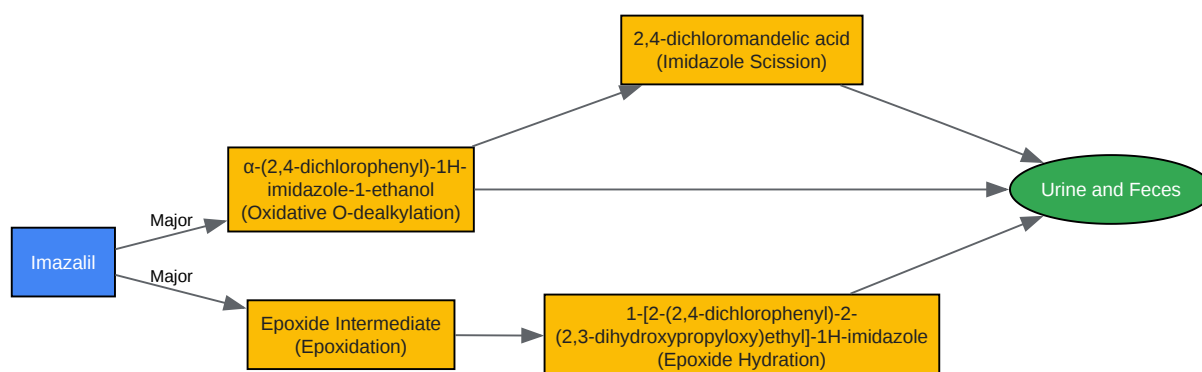 2,4-dichloromandelic acid
(Imidazole Scission)
α-(2,4-dichlorophenyl)-1H-
imidazole-1-ethanol
(Oxidative O-dealkylation)
Urine and Feces
Major
Imazalil
Major
Epoxide Intermediate
(Epoxidation)
1-[2-(2,4-dichlorophenyl)-2-
(2,3-dihydroxypropyloxy)ethyl]-1H-imidazole
(Epoxide Hydration)